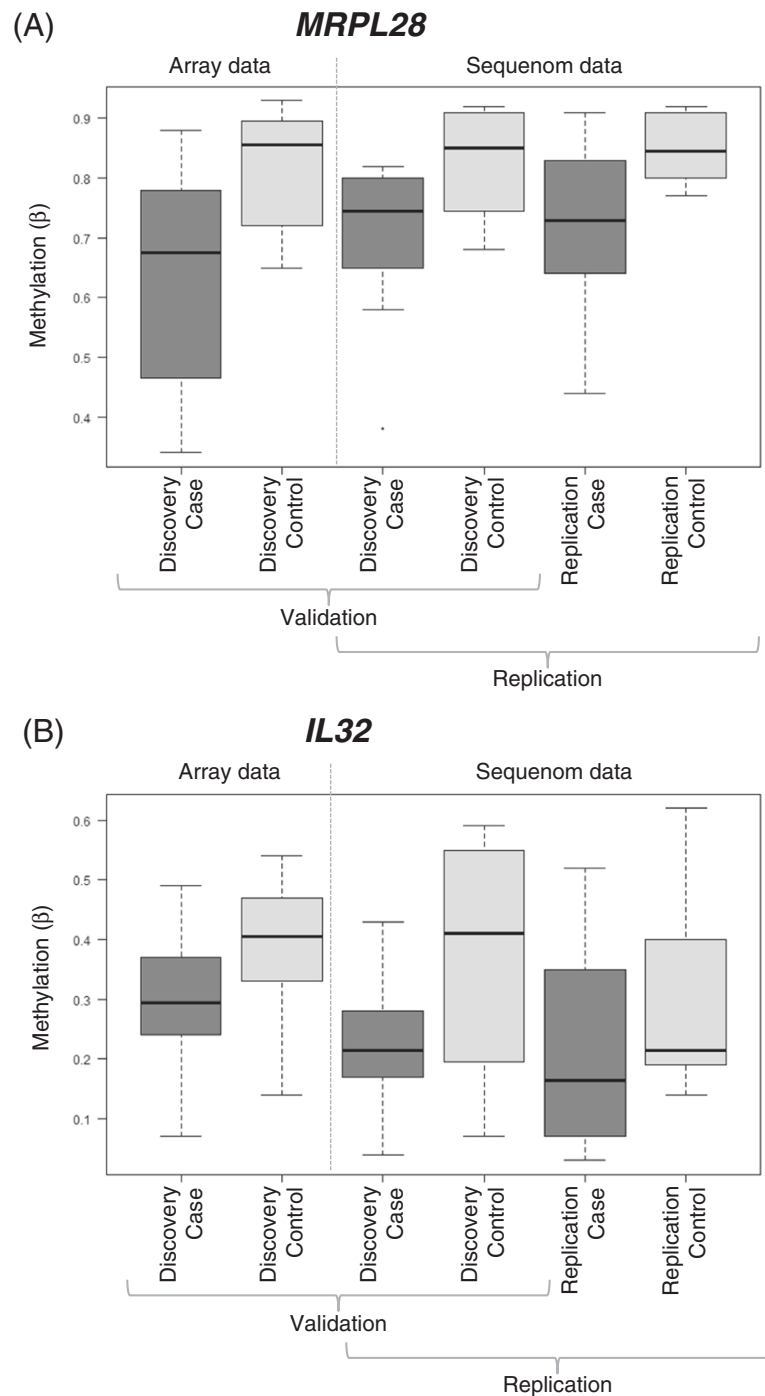 (A)
MRPL28
Array data
Sequenom data
Methylation (β)
0.9
0.8
0.7
0.6
0.5
0.4
Discovery
Case
Discovery
Control
Discovery
Case
Discovery
Control
Replication
Case
Replication
Control
Validation
Replication
(B)
IL32
Array data
Sequenom data
Methylation (β)
0.6
0.5
0.4
0.3
0.2
0.1
Discovery
Case
Discovery
Control
Discovery
Case
Discovery
Control
Replication
Case
Replication
Control
Validation
Replication